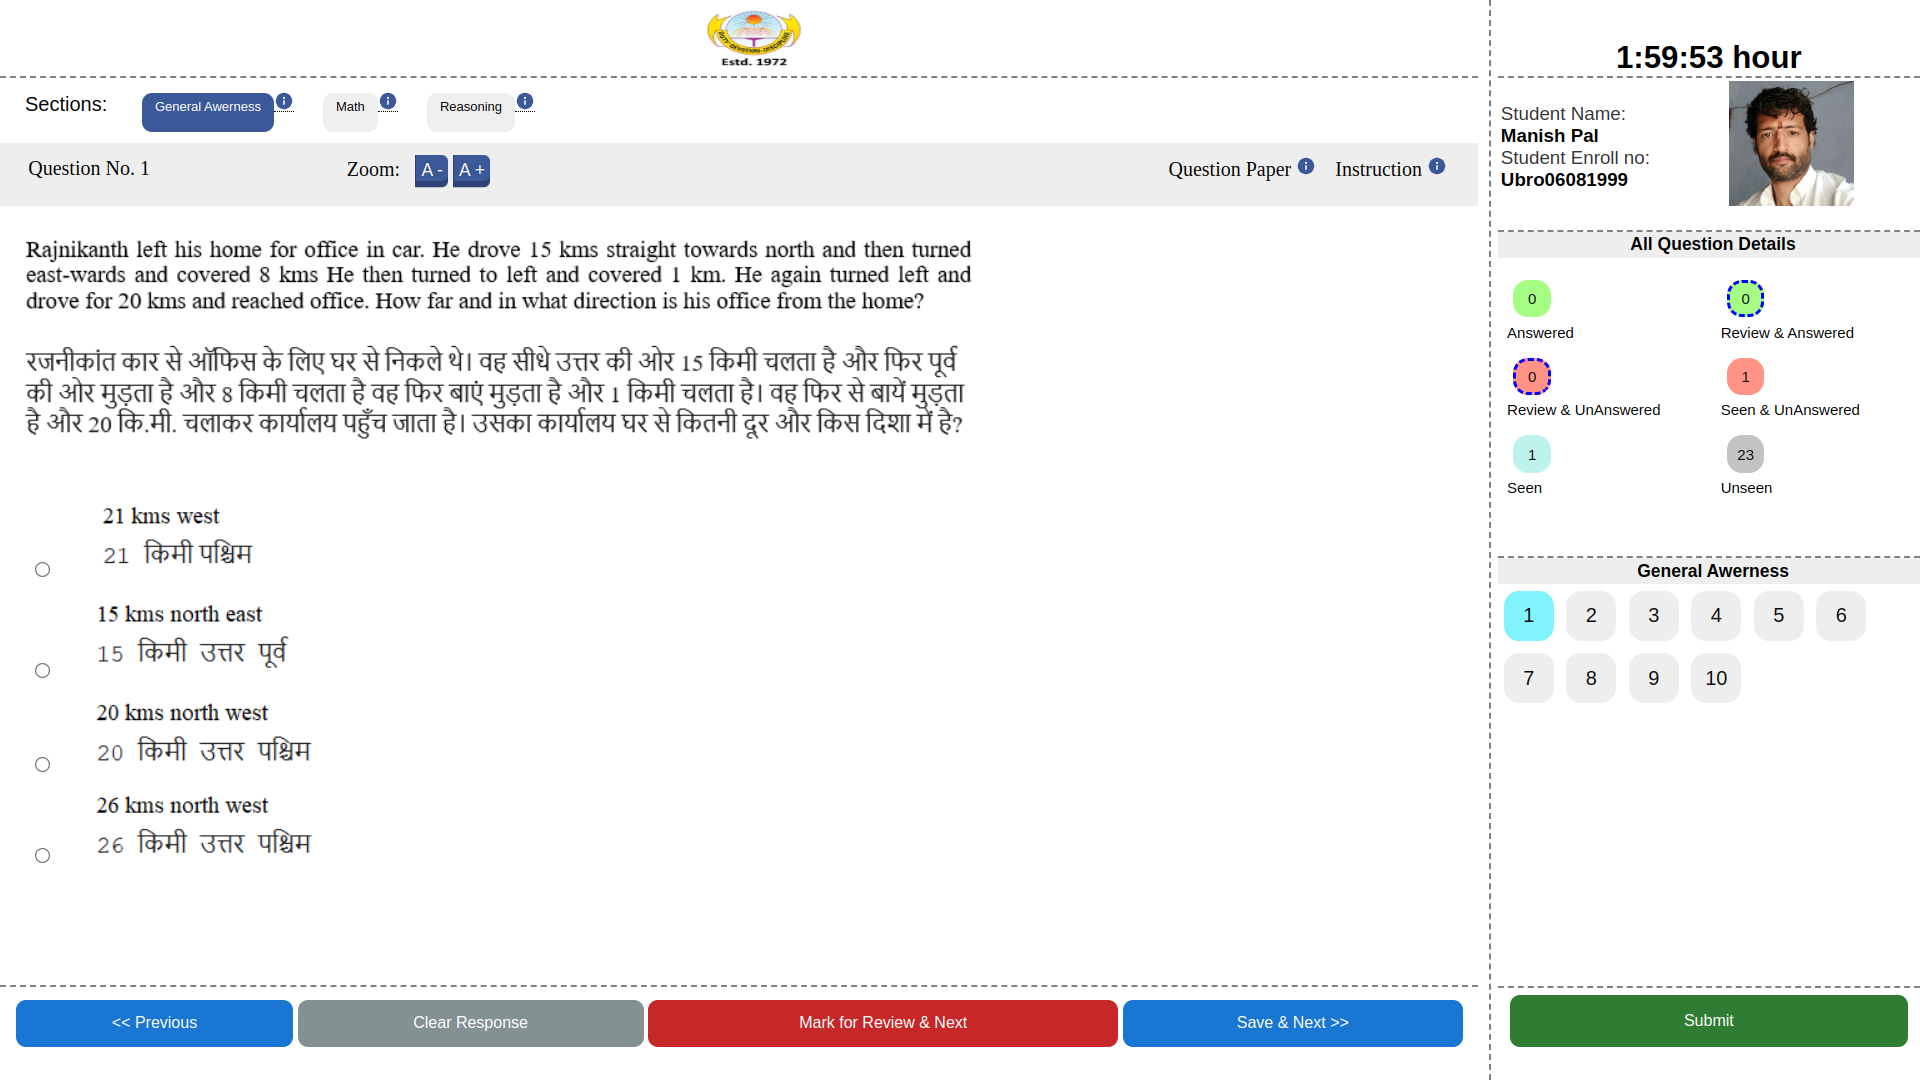 DUTY-DEVOTION-DISCIPLINE
Estd. 1972
1:59:53 hour
Sections:
General Awerness
Math
Reasoning
Question No. 1
Zoom:
A -
A +
Question Paper
Instruction
Student Name:
Manish Pal
Student Enroll no:
Ubro06081999
Rajnikanth left his home for office in car. He drove 15 kms straight towards north and then turned
east-wards and covered 8 kms He then turned to left and covered 1 km. He again turned left and
drove for 20 kms and reached office. How far and in what direction is his office from the home?
रजनीकांत कार से ऑफिस के लिए घर से निकले थे। वह सीधे उत्तर की ओर 15 किमी चलता है और फिर पूर्व
की ओर मुड़ता है और 8 किमी चलता है वह फिर बाएं मुड़ता है और 1 किमी चलता है। वह फिर से बायें मुड़ता
है और 20 कि.मी. चलाकर कार्यालय पहुँच जाता है। उसका कार्यालय घर से कितनी दूर और किस दिशा में है?
21 kms west
21 किमी पश्चिम
15 kms north east
15 किमी उत्तर पूर्व
20 kms north west
20 किमी उत्तर पश्चिम
26 kms north west
26 किमी उत्तर पश्चिम
All Question Details
0
Answered
0
Review & Answered
0
Review & UnAnswered
1
Seen & UnAnswered
1
Seen
23
Unseen
General Awerness
1 2 3 4 5 6
7 8 9 10
<< Previous
Clear Response
Mark for Review & Next
Save & Next >>
Submit